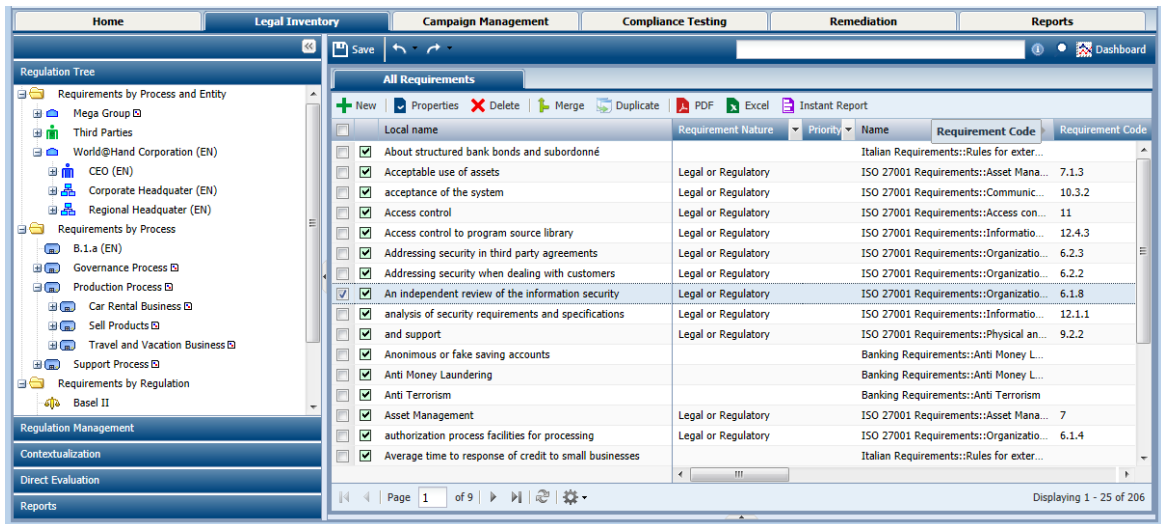 Home Legal Inventory Campaign Management Compliance Testing Remediation Reports
Save Dashboard
Regulation Tree
Requirements by Process and Entity
Mega Group
Third Parties
World@Hand Corporation (EN)
CEO (EN)
Corporate Headquater (EN)
Regional Headquater (EN)
Requirements by Process
B.1.a (EN)
Governance Process
Production Process
Car Rental Business
Sell Products
Travel and Vacation Business
Support Process
Requirements by Regulation
Basel II
Regulation Management
Contextualization
Direct Evaluation
Reports
All Requirements
New Properties Delete Merge Duplicate PDF Excel Instant Report
Local name Requirement Nature Priority Name Requirement Code Requirement Code
About structured bank bonds and subordonné Italian Requirements::Rules for exter...
Acceptable use of assets Legal or Regulatory ISO 27001 Requirements::Asset Mana... 7.1.3
acceptance of the system Legal or Regulatory ISO 27001 Requirements::Communic... 10.3.2
Access control Legal or Regulatory ISO 27001 Requirements::Access con... 11
Access control to program source library Legal or Regulatory ISO 27001 Requirements::Informatio... 12.4.3
Addressing security in third party agreements Legal or Regulatory ISO 27001 Requirements::Organizatio... 6.2.3
Addressing security when dealing with customers Legal or Regulatory ISO 27001 Requirements::Organizatio... 6.2.2
An independent review of the information security Legal or Regulatory ISO 27001 Requirements::Organizatio... 6.1.8
analysis of security requirements and specifications Legal or Regulatory ISO 27001 Requirements::Informatio... 12.1.1
and support Legal or Regulatory ISO 27001 Requirements::Physical an... 9.2.2
Anonimous or fake saving accounts Banking Requirements::Anti Money L...
Anti Money Laundering Banking Requirements::Anti Money L...
Anti Terrorism Banking Requirements::Anti Terrorism
Asset Management Legal or Regulatory ISO 27001 Requirements::Asset Mana... 7
authorization process facilities for processing Legal or Regulatory ISO 27001 Requirements::Organizatio... 6.1.4
Average time to response of credit to small businesses Italian Requirements::Rules for exter...
Page 1 of 9 Displaying 1 - 25 of 206